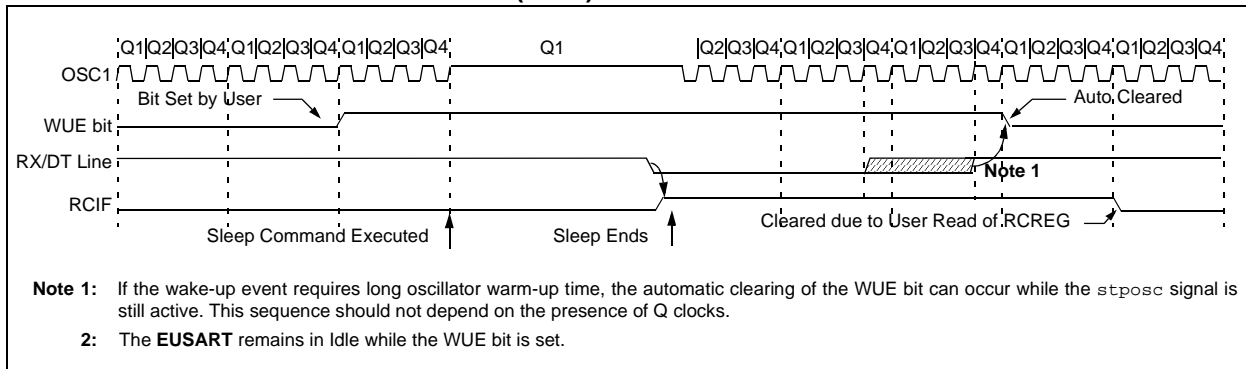 Q1 Q2 Q3 Q4 Q1 Q2 Q3 Q4 Q1 Q2 Q3 Q4 Q1 Q2 Q3 Q4 Q1 Q2 Q3 Q4 Q1 Q2 Q3 Q4 Q1 Q2 Q3 Q4 Q1 Q2 Q3 Q4
OSC1
Bit Set by User
Auto Cleared
WUE bit
RX/DT Line
Note 1
RCIF
Cleared due to User Read of RCREG
Sleep Command Executed
Sleep Ends
Note 1: If the wake-up event requires long oscillator warm-up time, the automatic clearing of the WUE bit can occur while the stposc signal is
still active. This sequence should not depend on the presence of Q clocks.
2: The EUSART remains in Idle while the WUE bit is set.